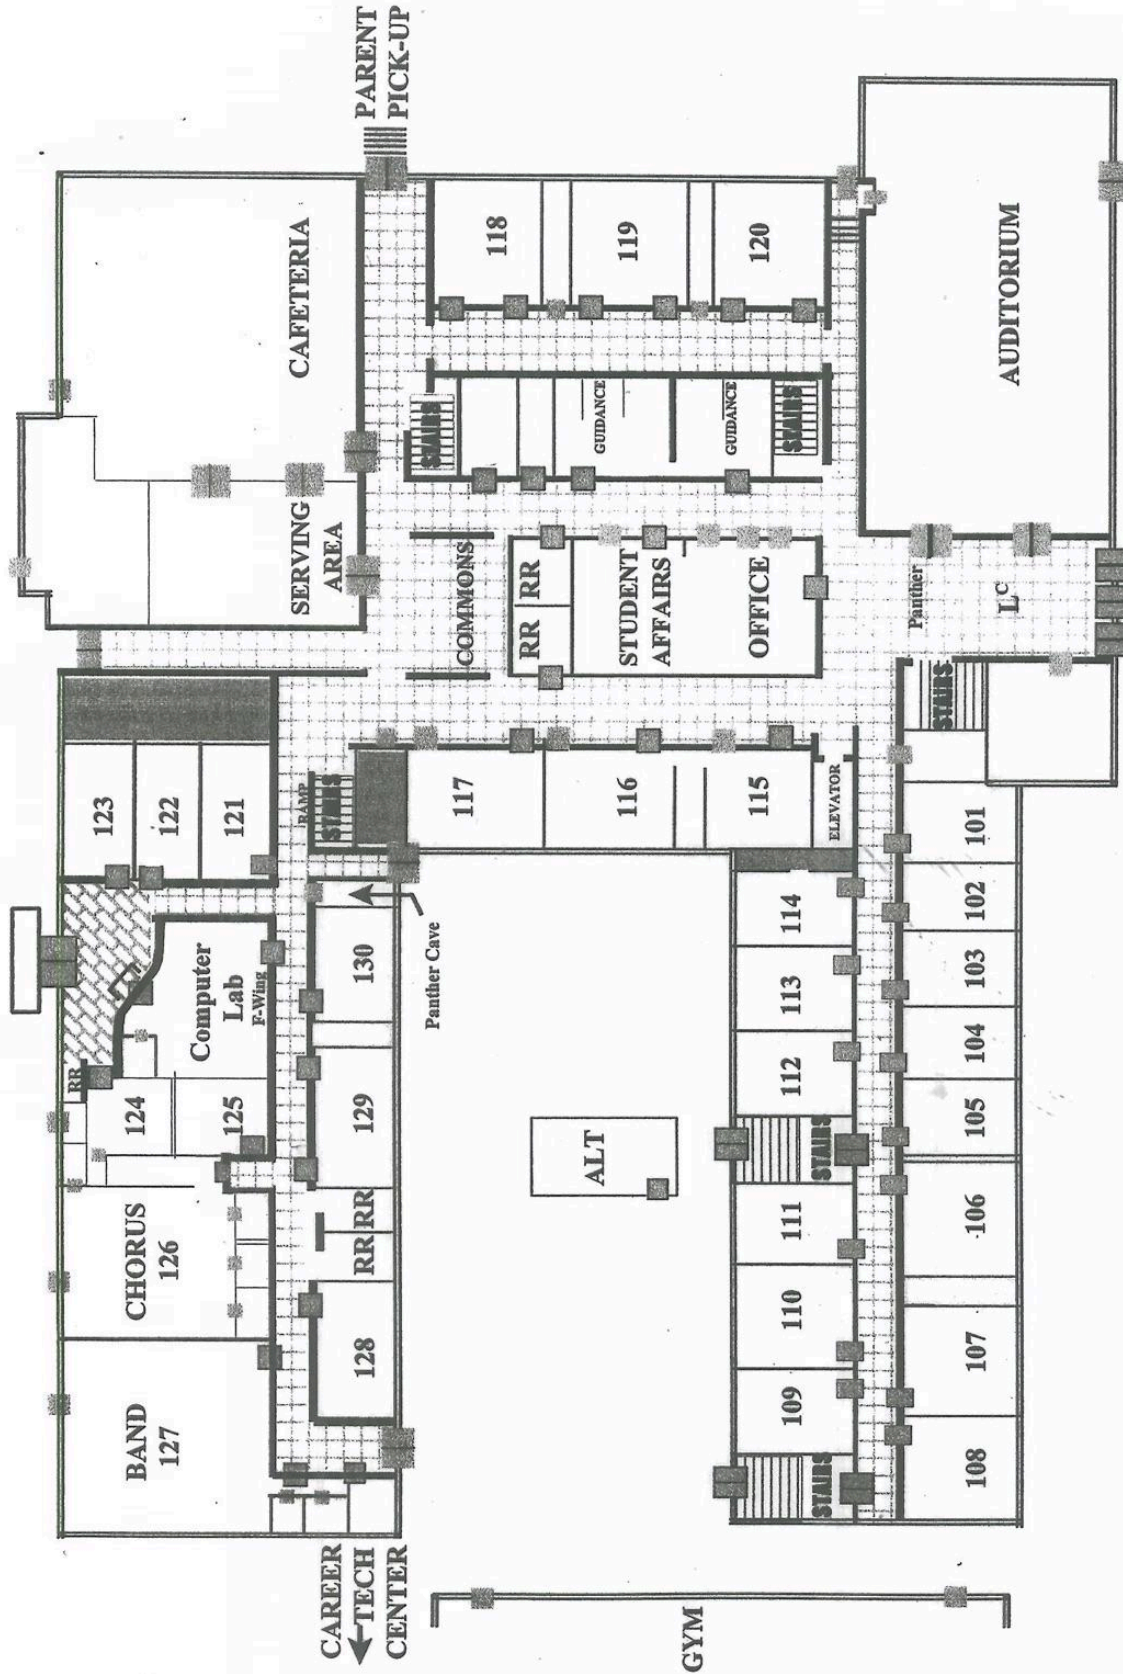 PARENT
PICK-UP
CAFETERIA
SERVING
AREA
118
119
120
STAIRS
GUIDANCE
GUIDANCE
STAIRS
AUDITORIUM
COMMONS
RR
RR
STUDENT
AFFAIRS
OFFICE
Panther
LC
STAIRS
123
122
121
RAMP
STAIRS
117
116
115
ELEVATOR
101
102
103
104
105
106
107
108
114
113
112
STAIRS
111
110
109
STAIRS
Panther Cave
130
129
RR
RR
128
Computer
Lab
F-Wing
RR
124
125
CHORUS
126
BAND
127
ALT
CAREER
TECH
CENTER
GYM